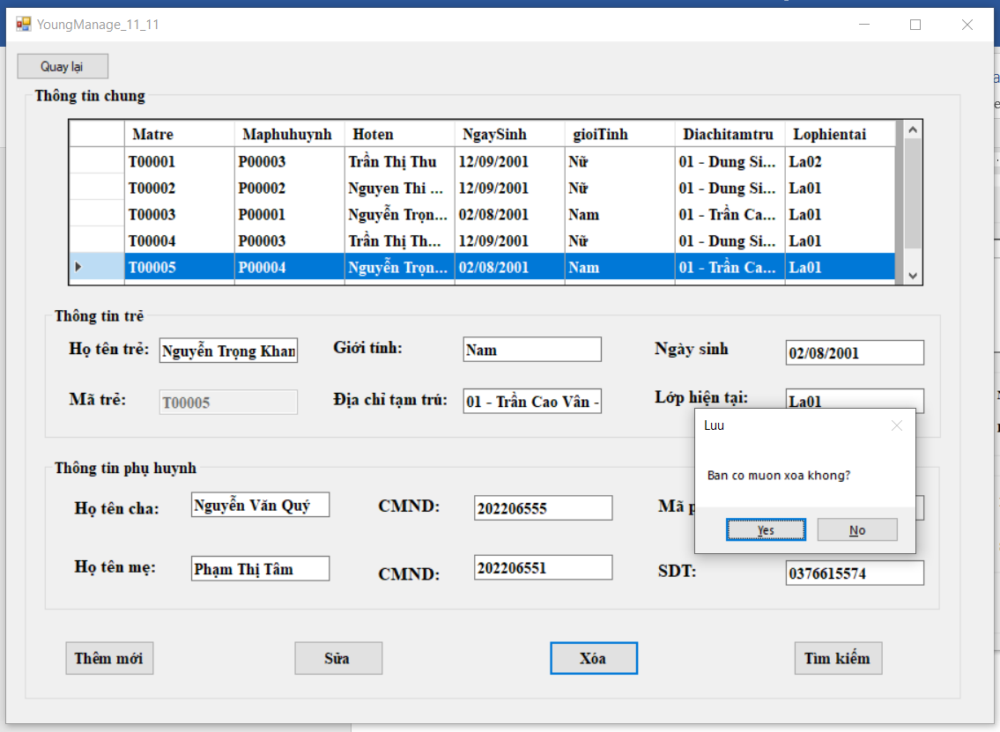 YoungManage_11_11
Quay lại
Thông tin chung
Matre Maphuhuynh Hoten NgaySinh gioiTinh Diachitamtru Lophientai
T00001 P00003 Trần Thị Thu 12/09/2001 Nữ 01 - Dung Si... La02
T00002 P00002 Nguyen Thi ... 12/09/2001 Nữ 01 - Dung Si... La01
T00003 P00001 Nguyễn Trọn... 02/08/2001 Nam 01 - Trần Ca... La01
T00004 P00003 Trần Thị Th... 12/09/2001 Nữ 01 - Dung Si... La01
T00005 P00004 Nguyễn Trọn... 02/08/2001 Nam 01 - Trần Ca... La01
Thông tin trẻ
Họ tên trẻ: Nguyễn Trọng Khan Giới tính: Nam Ngày sinh 02/08/2001
Mã trẻ: T00005 Địa chỉ tạm trú: 01 - Trần Cao Vân - Lớp hiện tại: La01
Luu
Ban co muon xoa khong?
Yes No
Thông tin phụ huynh
Họ tên cha: Nguyễn Văn Quý CMND: 202206555 Mã
Họ tên mẹ: Phạm Thị Tâm CMND: 202206551 SDT: 0376615574
Thêm mới Sửa Xóa Tìm kiếm